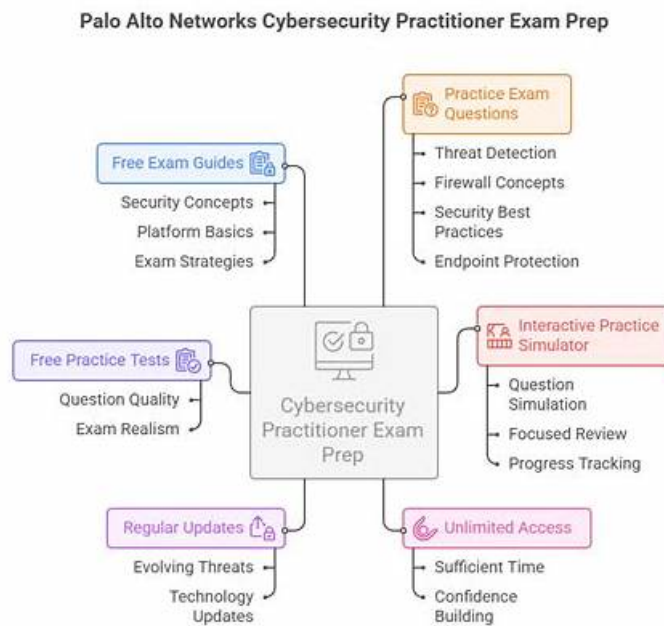 Palo Alto Networks Cybersecurity Practitioner Exam Prep
Free Exam Guides
Security Concepts
Platform Basics
Exam Strategies
Practice Exam
Questions
Threat Detection
Firewall Concepts
Security Best
Practices
Endpoint Protection
Cybersecurity
Practitioner Exam
Prep
Free Practice Tests
Question Quality
Exam Realism
Interactive Practice
Simulator
Question
Simulation
Focused Review
Progress Tracking
Regular Updates
Evolving Threats
Technology
Updates
Unlimited Access
Sufficient Time
Confidence
Building